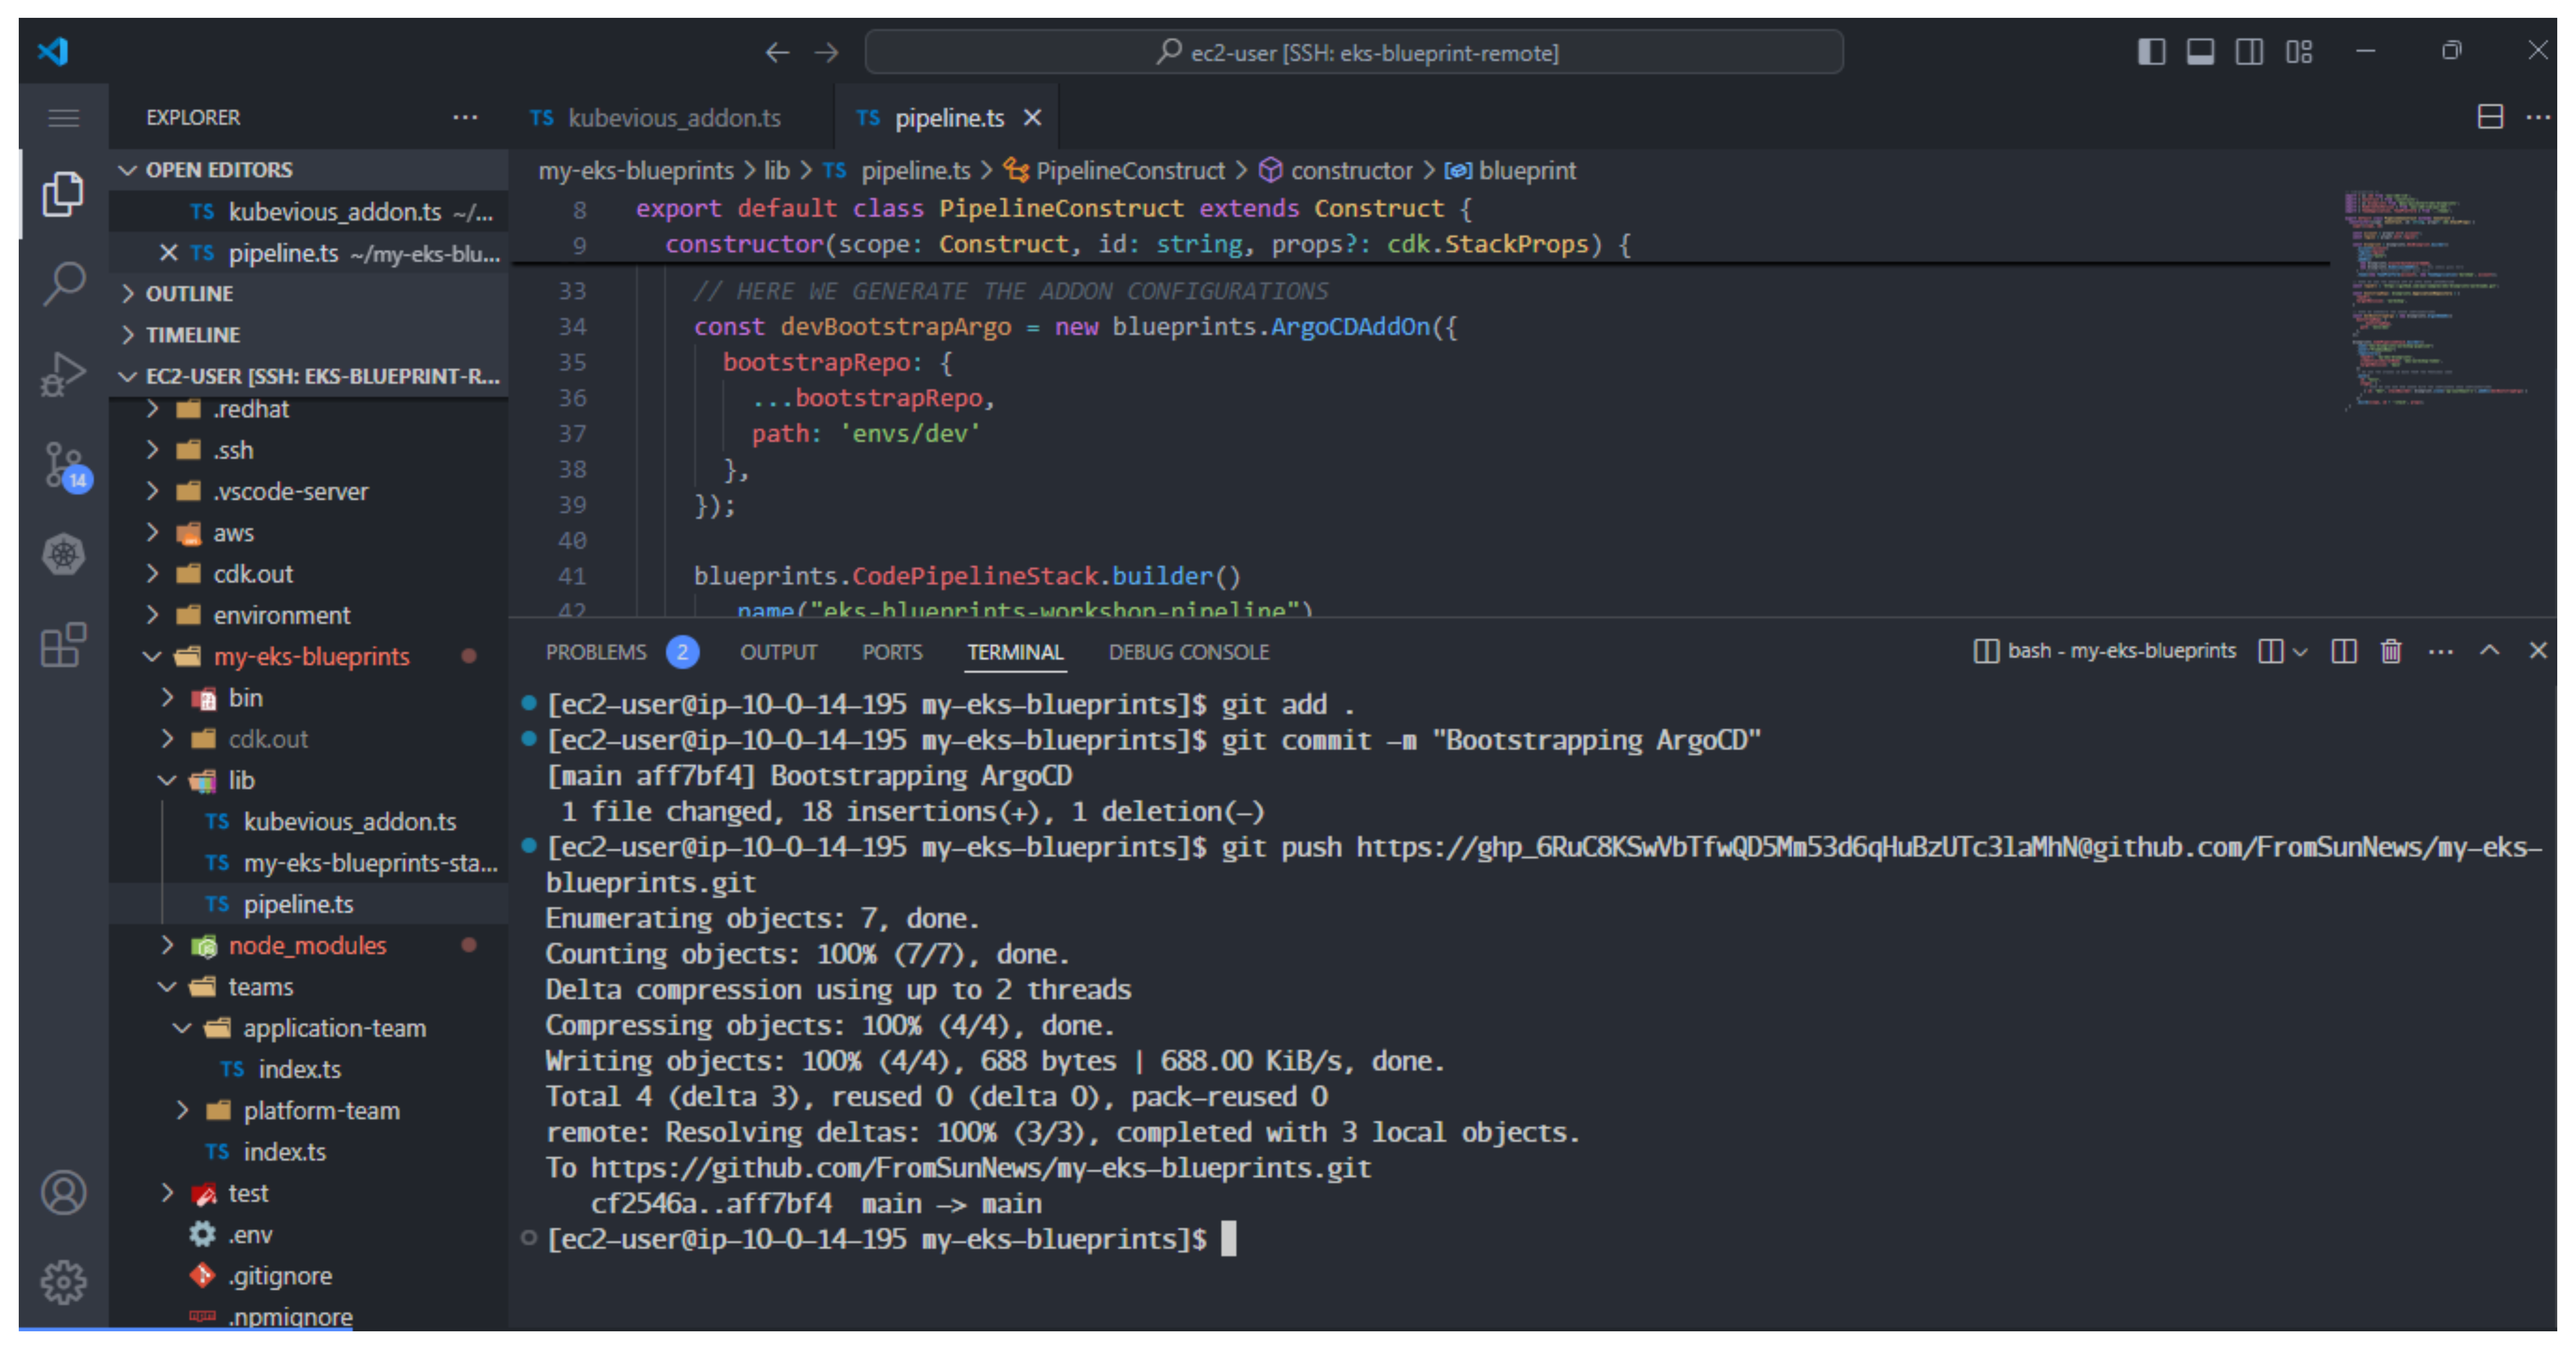 ec2-user [SSH: eks-blueprint-remote]
EXPLORER
OPEN EDITORS
TS kubevious_addon.ts ~/...
TS pipeline.ts ~/my-eks-blu...
OUTLINE
TIMELINE
EC2-USER [SSH: EKS-BLUEPRINT-R...
.redhat
.ssh
.vscode-server
aws
cdk.out
environment
my-eks-blueprints
bin
cdk.out
lib
TS kubevious_addon.ts
TS my-eks-blueprints-sta...
TS pipeline.ts
node_modules
teams
application-team
TS index.ts
platform-team
TS index.ts
test
.env
.gitignore
.npmignore
14
TS kubevious_addon.ts
TS pipeline.ts
my-eks-blueprints > lib > TS pipeline.ts > PipelineConstruct > constructor > blueprint
8 export default class PipelineConstruct extends Construct {
9 constructor(scope: Construct, id: string, props?: cdk.StackProps) {
33 // HERE WE GENERATE THE ADDON CONFIGURATIONS
34 const devBootstrapArgo = new blueprints.ArgoCDAddOn({
35 bootstrapRepo: {
36 ...bootstrapRepo,
37 path: 'envs/dev'
38 },
39 });
40
41 blueprints.CodePipelineStack.builder()
42 name("eks-blueprints-workshop-pipeline")
PROBLEMS 2 OUTPUT PORTS TERMINAL DEBUG CONSOLE
bash - my-eks-blueprints
[ec2-user@ip-10-0-14-195 my-eks-blueprints]$ git add .
[ec2-user@ip-10-0-14-195 my-eks-blueprints]$ git commit -m "Bootstrapping ArgoCD"
[main aff7bf4] Bootstrapping ArgoCD
1 file changed, 18 insertions(+), 1 deletion(-)
[ec2-user@ip-10-0-14-195 my-eks-blueprints]$ git push https://@github.com/FromSunNews/my-eks-
blueprints.git
Enumerating objects: 7, done.
Counting objects: 100% (7/7), done.
Delta compression using up to 2 threads
Compressing objects: 100% (4/4), done.
Writing objects: 100% (4/4), 688 bytes | 688.00 KiB/s, done.
Total 4 (delta 3), reused 0 (delta 0), pack-reused 0
remote: Resolving deltas: 100% (3/3), completed with 3 local objects.
To https://github.com/FromSunNews/my-eks-blueprints.git
cf2546a..aff7bf4 main -> main
[ec2-user@ip-10-0-14-195 my-eks-blueprints]$